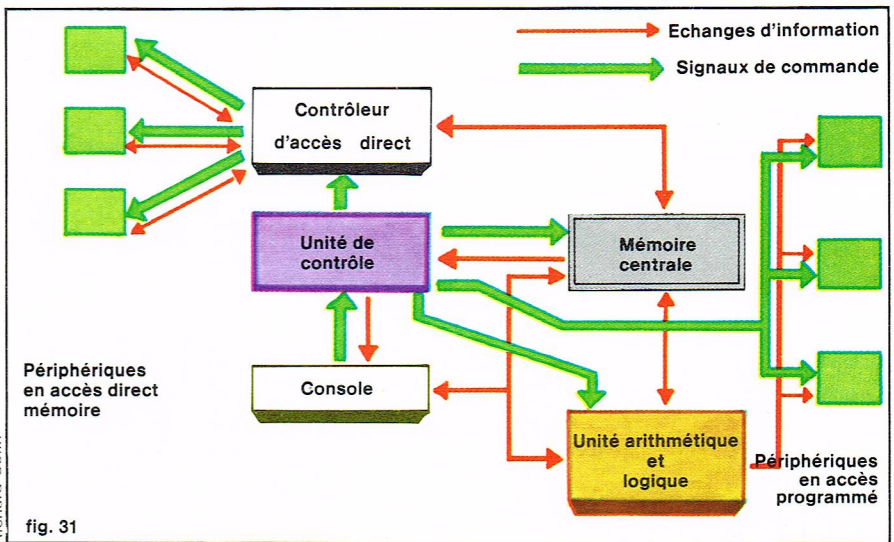 Echanges d'information
Signaux de commande
Contrôleur
d'accès direct
Unité de
contrôle
Mémoire
centrale
Périphériques
en accès direct
mémoire
Console
Unité arithmétique
et
logique
Périphériques
en accès
programmé
fig. 31